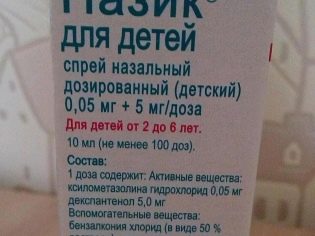 Називк®
для детей
спрей назальный
дозированный (детский)
0,05 мг + 5 мг/доза
Для детей от 2 до 6 лет.
10 мл (не менее 100 доз).
Состав:
1 доза содержит: Активные вещества:
ксилометазолина гидрохлорид 0,05 мг
декспантенол 5,0 мг
Вспомогательные вещества:
бензалкония хлорид (в виде 50 %